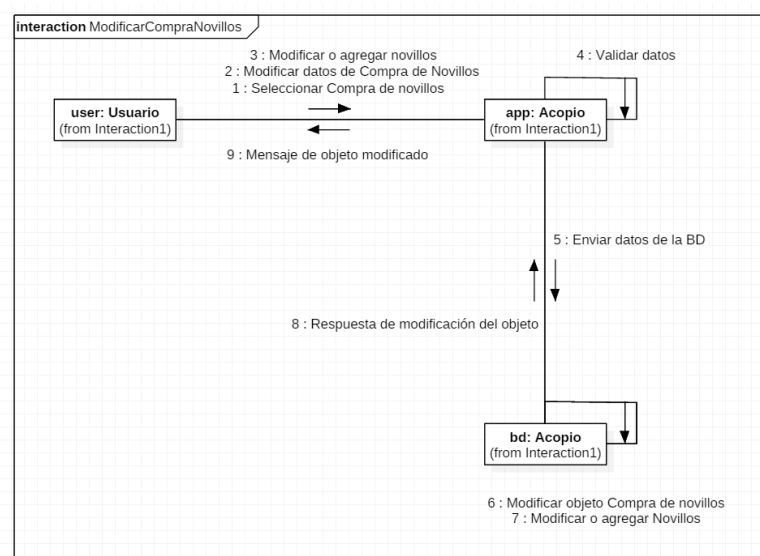 interaction ModificarCompraNovillos
3 : Modificar o agregar novillos
2 : Modificar datos de Compra de Novillos
1 : Seleccionar Compra de novillos
4 : Validar datos
user: Usuario
(from Interaction1)
app: Acopio
(from Interaction1)
9 : Mensaje de objeto modificado
5 : Enviar datos de la BD
8 : Respuesta de modificación del objeto
bd: Acopio
(from Interaction1)
6 : Modificar objeto Compra de novillos
7 : Modificar o agregar Novillos